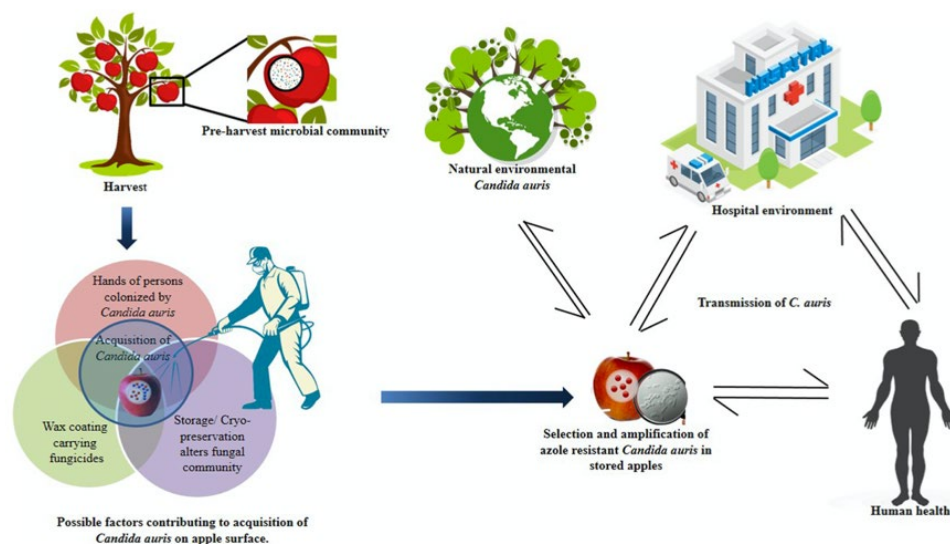 Pre-harvest microbial community
Harvest
Natural environmental
Candida auris
HOSPITAL
Hospital environment
Hands of persons
colonized by
Candida auris
Acquisition of
Candida auris
Wax coating
carrying
fungicides
Storage/ Cryo-
preservation
alters fungal
community
Possible factors contributing to acquisition of
Candida auris on apple surface.
Transmission of C. auris
Selection and amplification of
azole resistant Candida auris in
stored apples
Human health